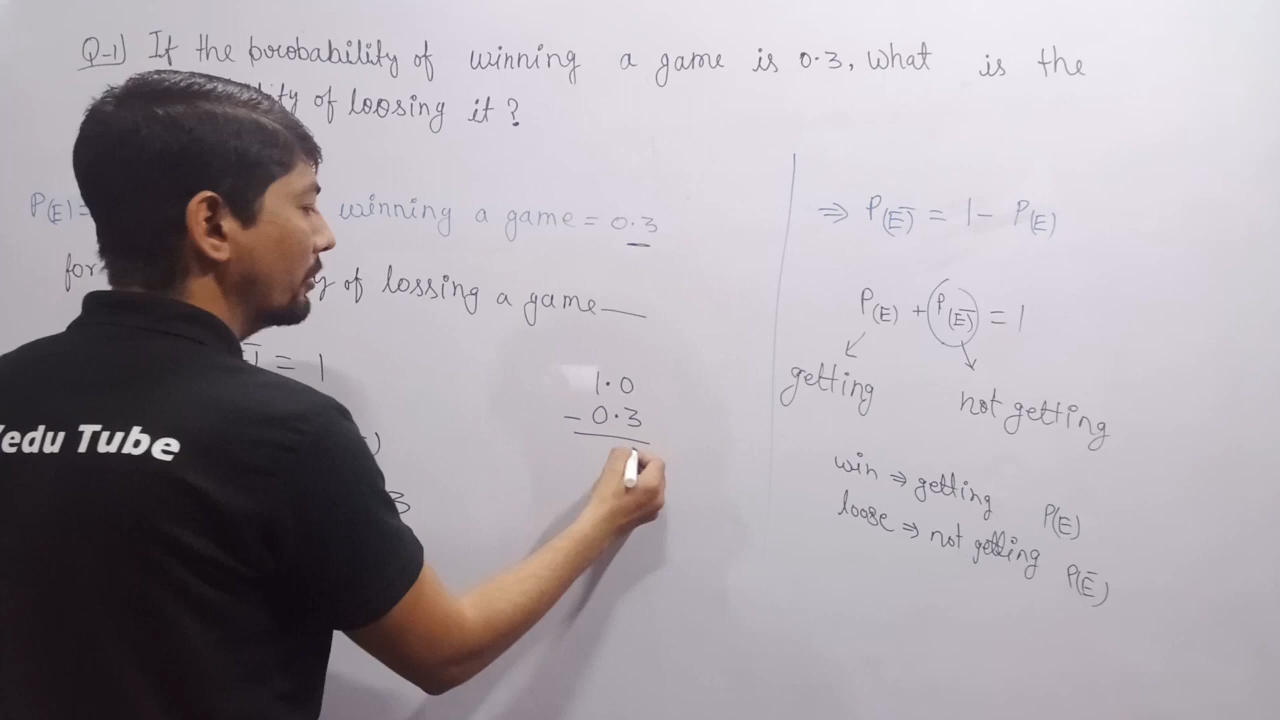 Q-1) If the probability of winning a game is 0.3, what is the
of loosing it ?
P(E) = winning a game = 0.3
for of lossing a game
= 1
1.0
- 0.3
3
⇒ P(E̅) = 1 - P(E)
P(E) + P(E̅) = 1
getting
not getting
win ⇒ getting P(E)
loose ⇒ not getting P(E̅)
edu Tube